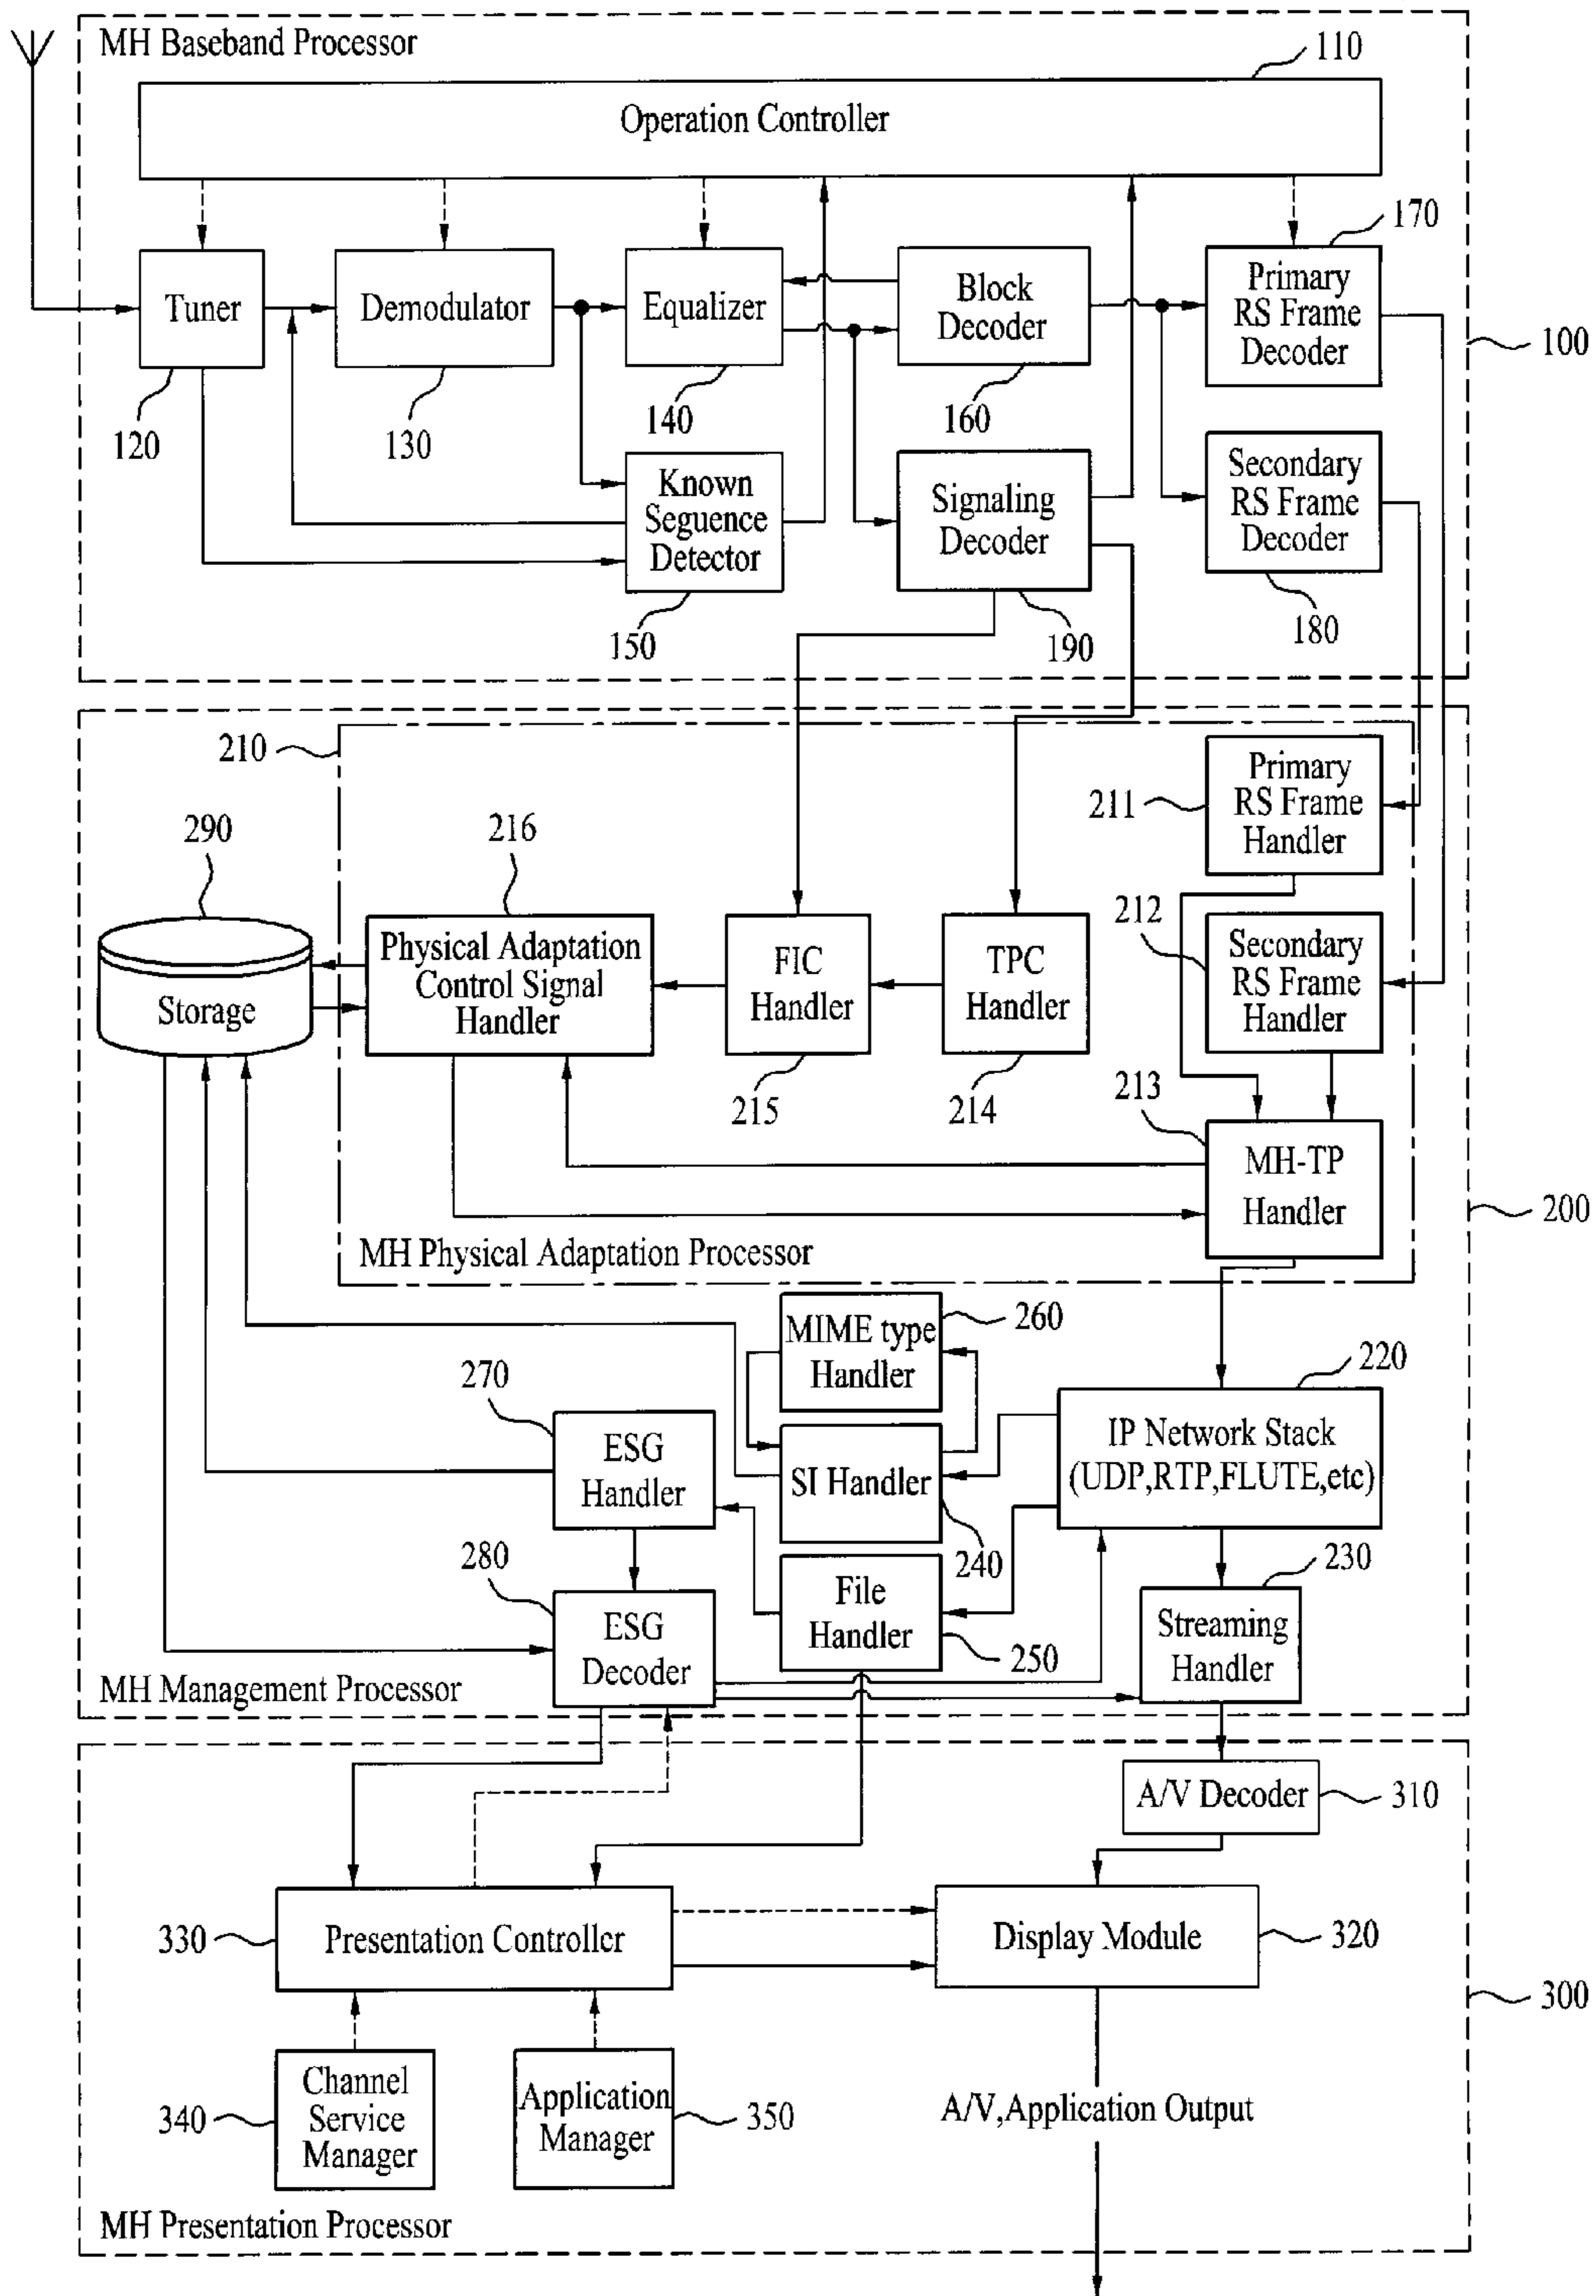 MH Baseband Processor
110
Operation Controller
170
Tuner
Demodulator
Equalizer
Block
Decoder
Primary
RS Frame
Decoder
100
120
130
140
160
Known
Seguence
Detector
Signaling
Decoder
Secondary
RS Frame
Decoder
150
190
180
210
Primary
RS Frame
Handler
211
290
216
212
Storage
Physical Adaptation
Control Signal
Handler
FIC
Handler
TPC
Handler
Secondary
RS Frame
Handler
215
214
213
MH-TP
Handler
200
MH Physical Adaptation Processor
MIME type
Handler
260
270
220
ESG
Handler
SI Handler
IP Network Stack
(UDP,RTP,FLUTE,etc)
280
240
230
ESG
Decoder
File
Handler
250
Streaming
Handler
MH Management Processor
A/V Decoder
310
330
Presentation Controller
Display Module
320
300
340
Channel
Service
Manager
Application
Manager
350
A/V,Application Output
MH Presentation Processor